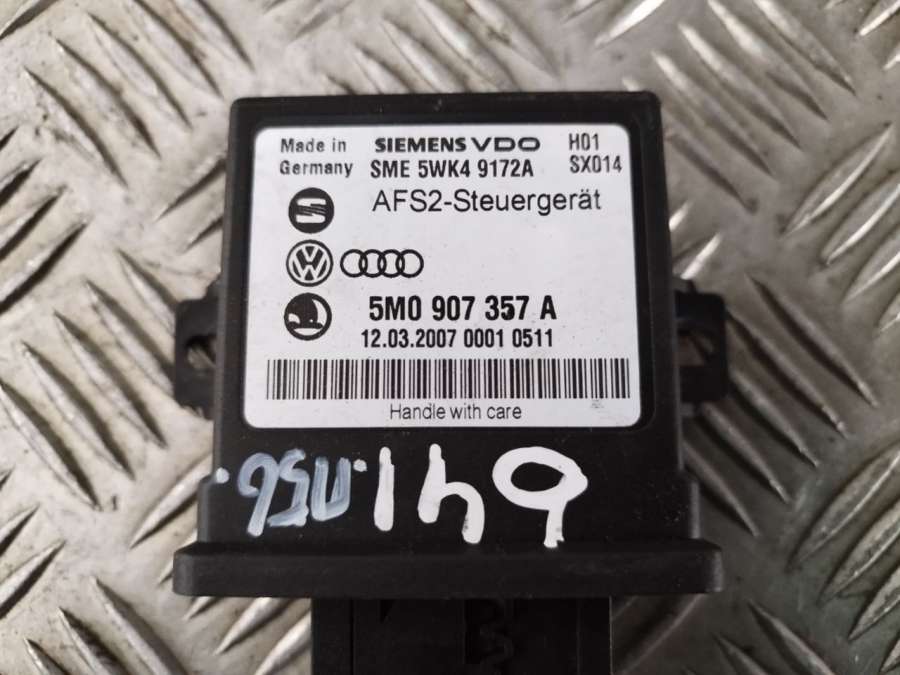 Made in Germany
SIEMENS VDO H01
SME 5WK4 9172A SX014
AFS2-Steuergerät
5M0 907 357 A
12.03.2007 0001 0511
Handle with care